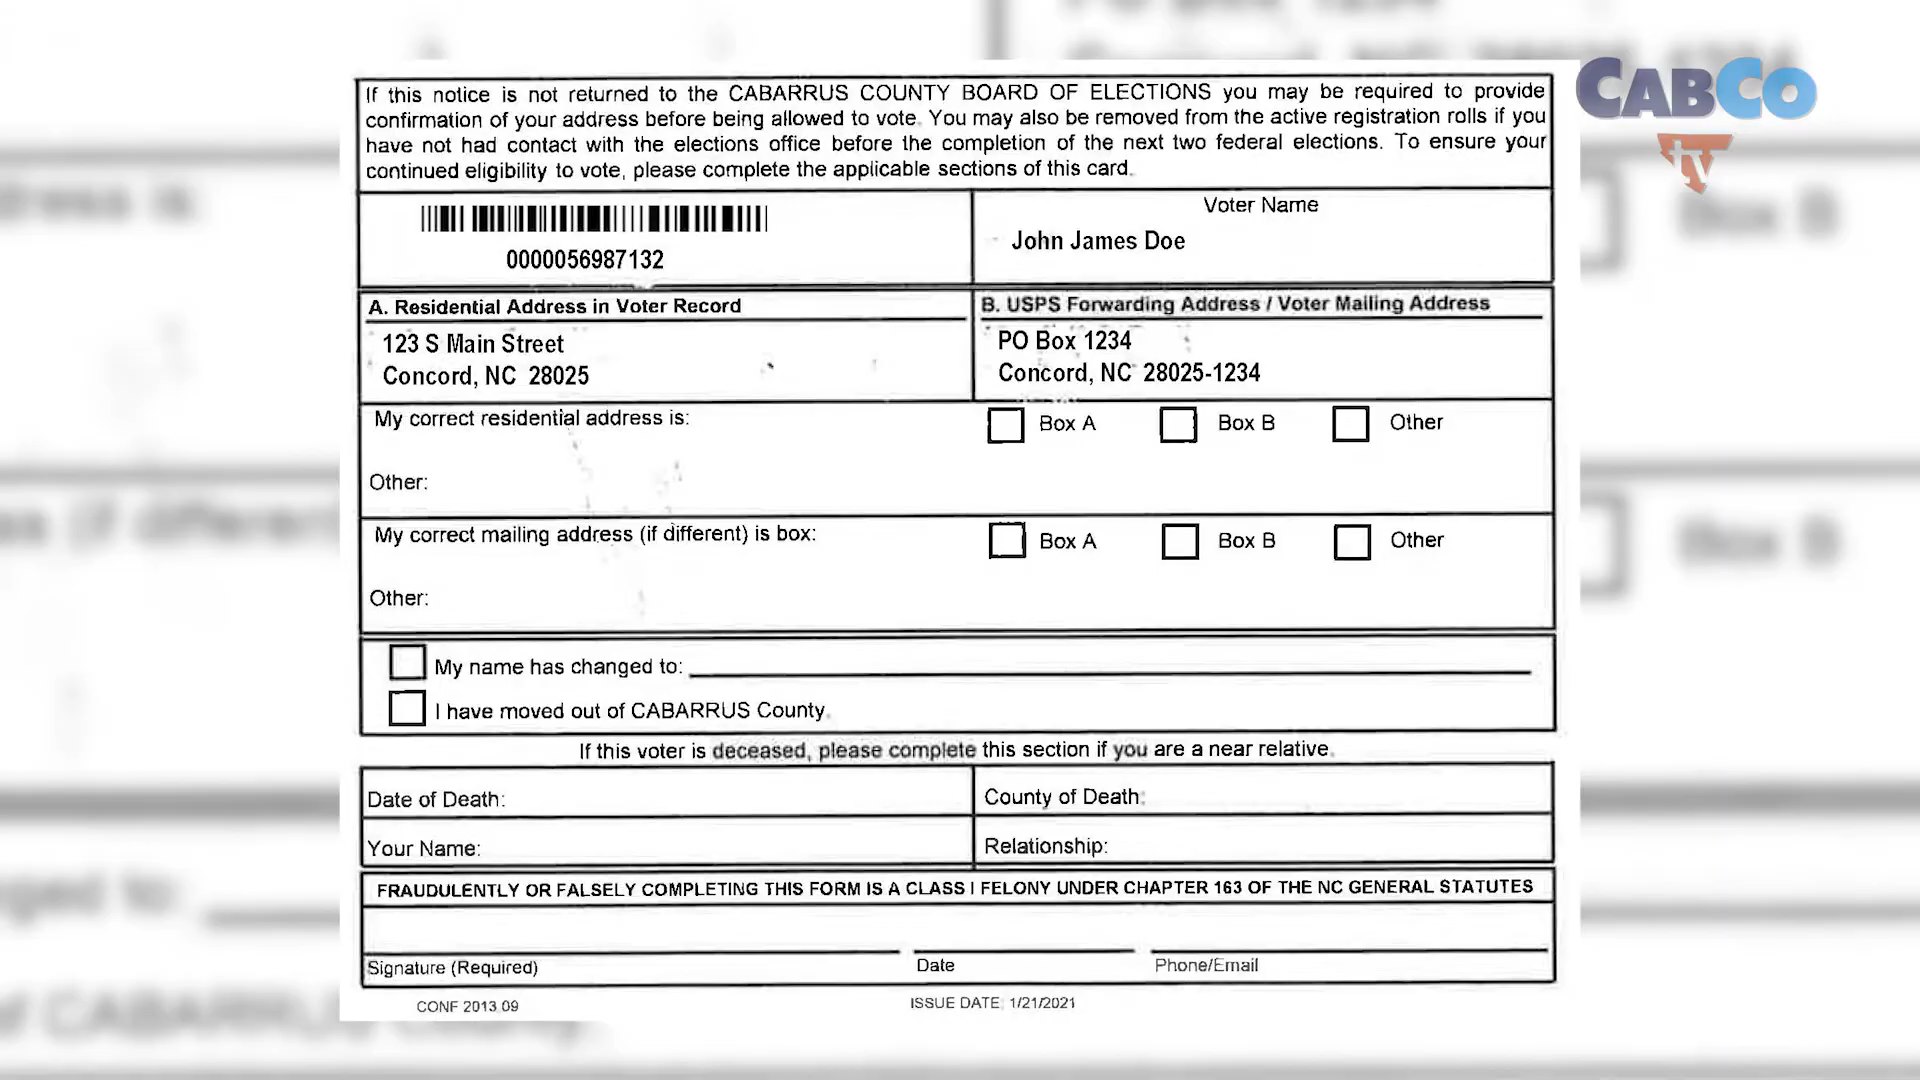 If this notice is not returned to the CABARRUS COUNTY BOARD OF ELECTIONS you may be required to provide
confirmation of your address before being allowed to vote. You may also be removed from the active registration rolls if you
have not had contact with the elections office before the completion of the next two federal elections. To ensure your
continued eligibility to vote, please complete the applicable sections of this card.
CABCO
tv
0000056987132
Voter Name
John James Doe
A. Residential Address in Voter Record
123 S Main Street
Concord, NC 28025
B. USPS Forwarding Address / Voter Mailing Address
PO Box 1234
Concord, NC 28025-1234
My correct residential address is:
Box A
Box B
Other
Other:
My correct mailing address (if different) is box:
Box A
Box B
Other
Other:
My name has changed to:
I have moved out of CABARRUS County.
If this voter is deceased, please complete this section if you are a near relative.
Date of Death:
County of Death:
Your Name:
Relationship:
FRAUDULENTLY OR FALSELY COMPLETING THIS FORM IS A CLASS I FELONY UNDER CHAPTER 163 OF THE NC GENERAL STATUTES
Signature (Required)
Date
Phone/Email
CONF 2013.09
ISSUE DATE: 1/21/2021
Box B
Box B